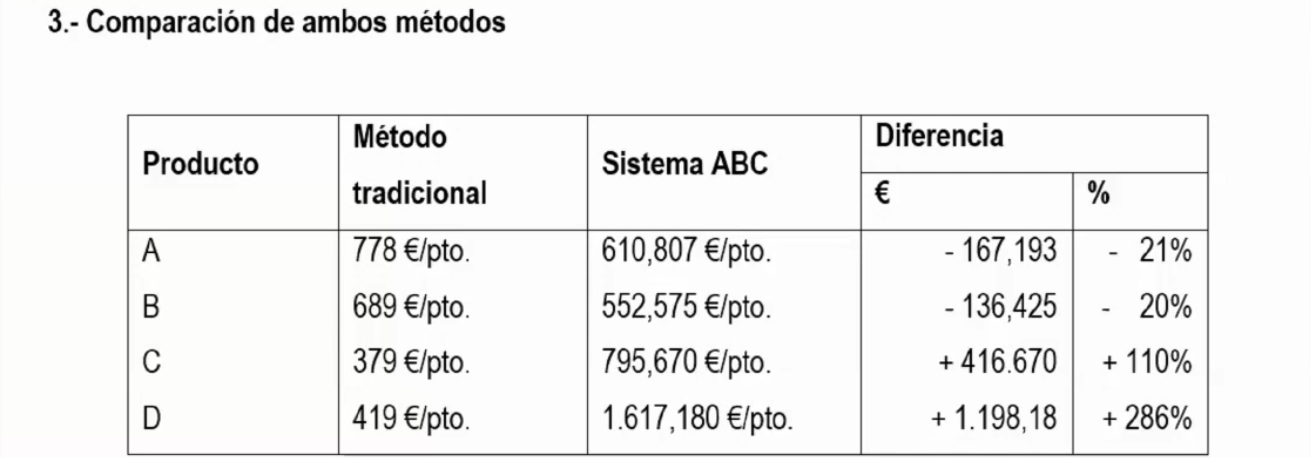 3.- Comparación de ambos métodos
Producto
Método
tradicional
Sistema ABC
Diferencia
€
%
A 778 €/pto. 610,807 €/pto. - 167,193 - 21%
B 689 €/pto. 552,575 €/pto. - 136,425 - 20%
C 379 €/pto. 795,670 €/pto. + 416.670 + 110%
D 419 €/pto. 1.617,180 €/pto. + 1.198,18 + 286%